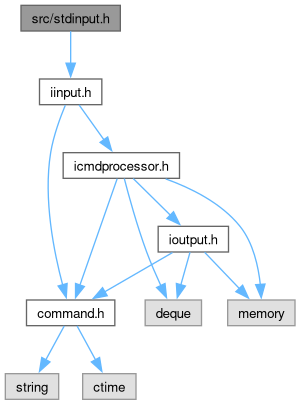 src/stdinput.h
iinput.h
icmdprocessor.h
ioutput.h
command.h
deque
memory
string
ctime